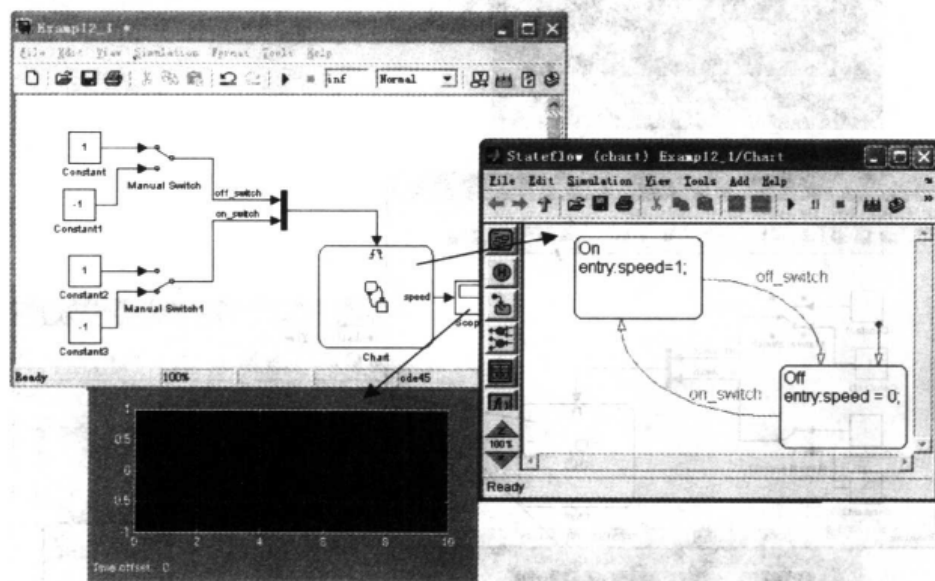 Examp12_1 *
File Edit View Simulation Format Tools Help
inf Normal
1
Constant
-1
Constant1
Manual Switch
off_switch
on_switch
1
Constant2
-1
Constant3
Manual Switch1
speed
Chart
Ready 100% ode45
Stateflow (chart) Examp12_1/Chart
File Edit Simulation View Tools Add Help
On
entry:speed=1;
off_switch
Off
entry:speed = 0;
on_switch
100%
Ready
1
0.5
0
0.5
1
0 2 4 6 8 10
Time offset: 0